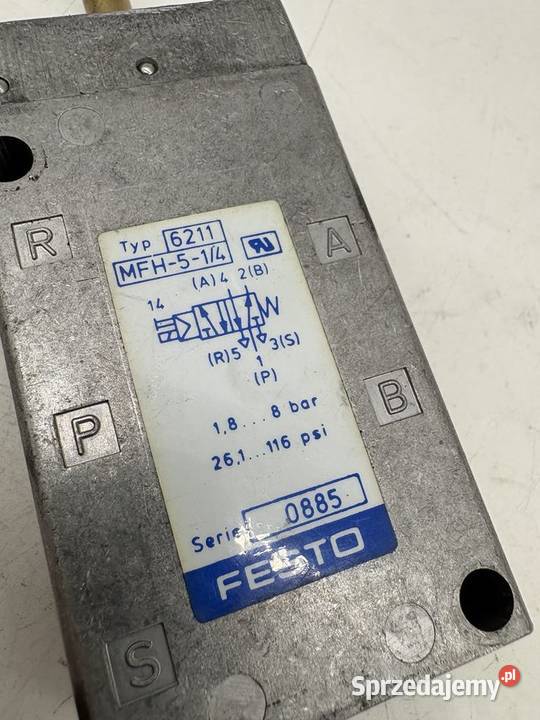 Typ 6211
MFH-5-1/4
(A)4 2(B)
14
(R)5 3(S)
1
(P)
1,8...8 bar
26,1...116 psi
Serie 0885
FESTO
R
A
P
B
S
Sprzedajemy.pl